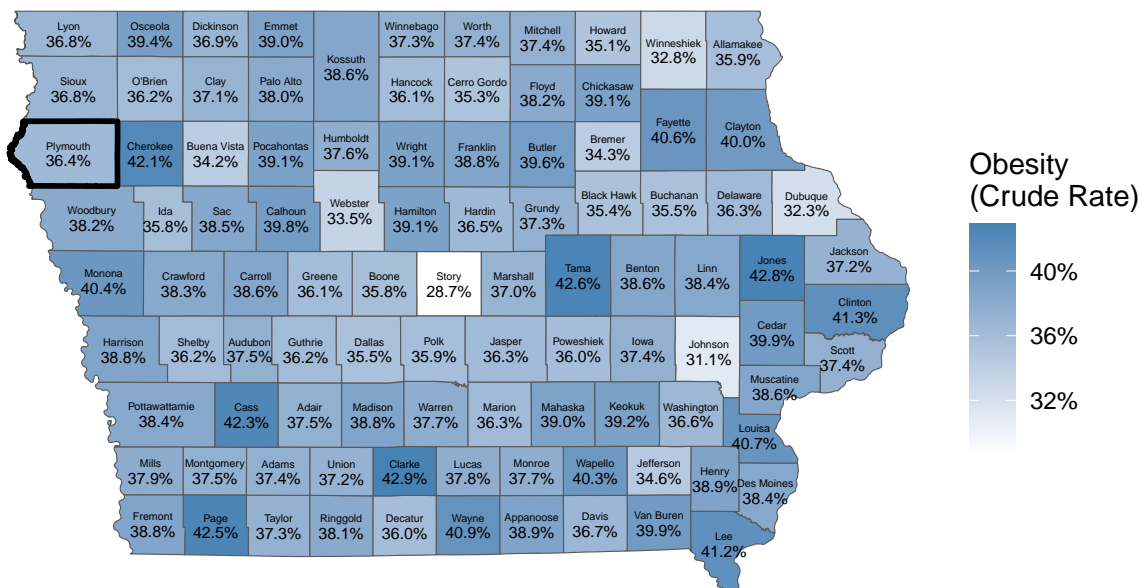 Lyon
36.8%
Osceola
39.4%
Dickinson
36.9%
Emmet
39.0%
Kossuth
38.6%
Winnebago
37.3%
Worth
37.4%
Mitchell
37.4%
Howard
35.1%
Winneshiek
32.8%
Allamakee
35.9%
Sioux
36.8%
O'Brien
36.2%
Clay
37.1%
Palo Alto
38.0%
Hancock
36.1%
Cerro Gordo
35.3%
Floyd
38.2%
Chickasaw
39.1%
Plymouth
36.4%
Cherokee
42.1%
Buena Vista
34.2%
Pocahontas
39.1%
Humboldt
37.6%
Wright
39.1%
Franklin
38.8%
Butler
39.6%
Bremer
34.3%
Fayette
40.6%
Clayton
40.0%
Woodbury
38.2%
Ida
35.8%
Sac
38.5%
Calhoun
39.8%
Webster
33.5%
Hamilton
39.1%
Hardin
36.5%
Grundy
37.3%
Black Hawk
35.4%
Buchanan
35.5%
Delaware
36.3%
Dubuque
32.3%
Monona
40.4%
Crawford
38.3%
Carroll
38.6%
Greene
36.1%
Boone
35.8%
Story
28.7%
Marshall
37.0%
Tama
42.6%
Benton
38.6%
Linn
38.4%
Jones
42.8%
Jackson
37.2%
Clinton
41.3%
Harrison
38.8%
Shelby
36.2%
Audubon
37.5%
Guthrie
36.2%
Dallas
35.5%
Polk
35.9%
Jasper
36.3%
Poweshiek
36.0%
Iowa
37.4%
Johnson
31.1%
Cedar
39.9%
Scott
37.4%
Muscatine
38.6%
Pottawattamie
38.4%
Cass
42.3%
Adair
37.5%
Madison
38.8%
Warren
37.7%
Marion
36.3%
Mahaska
39.0%
Keokuk
39.2%
Washington
36.6%
Louisa
40.7%
Mills
37.9%
Montgomery
37.5%
Adams
37.4%
Union
37.2%
Clarke
42.9%
Lucas
37.8%
Monroe
37.7%
Wapello
40.3%
Jefferson
34.6%
Henry
38.9%
Des Moines
38.4%
Fremont
38.8%
Page
42.5%
Taylor
37.3%
Ringgold
38.1%
Decatur
36.0%
Wayne
40.9%
Appanoose
38.9%
Davis
36.7%
Van Buren
39.9%
Lee
41.2%
Obesity
(Crude Rate)
40%
36%
32%